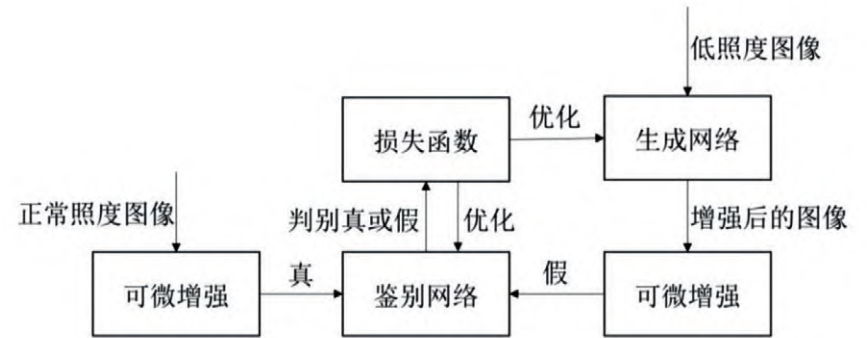 低照度图像
损失函数
优化
生成网络
正常照度图像
判别真或假
优化
增强后的图像
可微增强
真
鉴别网络
假
可微增强